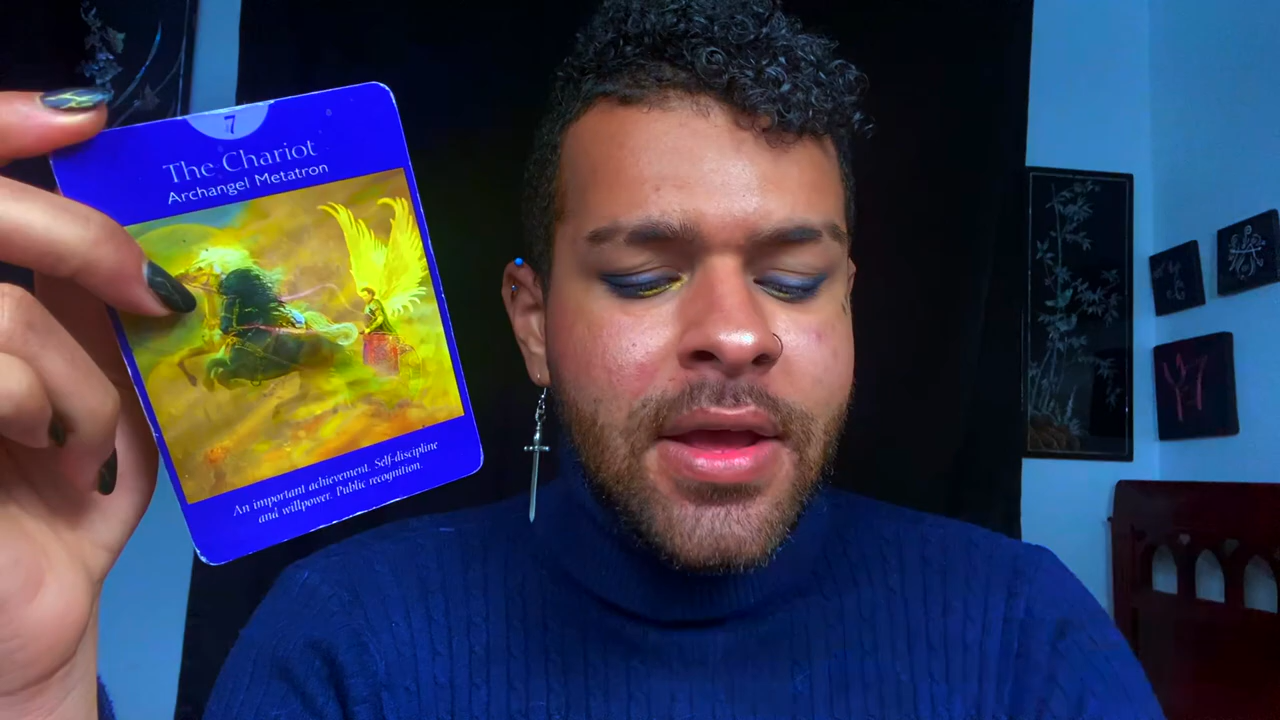 7
The Chariot
Archangel Metatron
An important achievement. Self-discipline
and willpower. Public recognition.